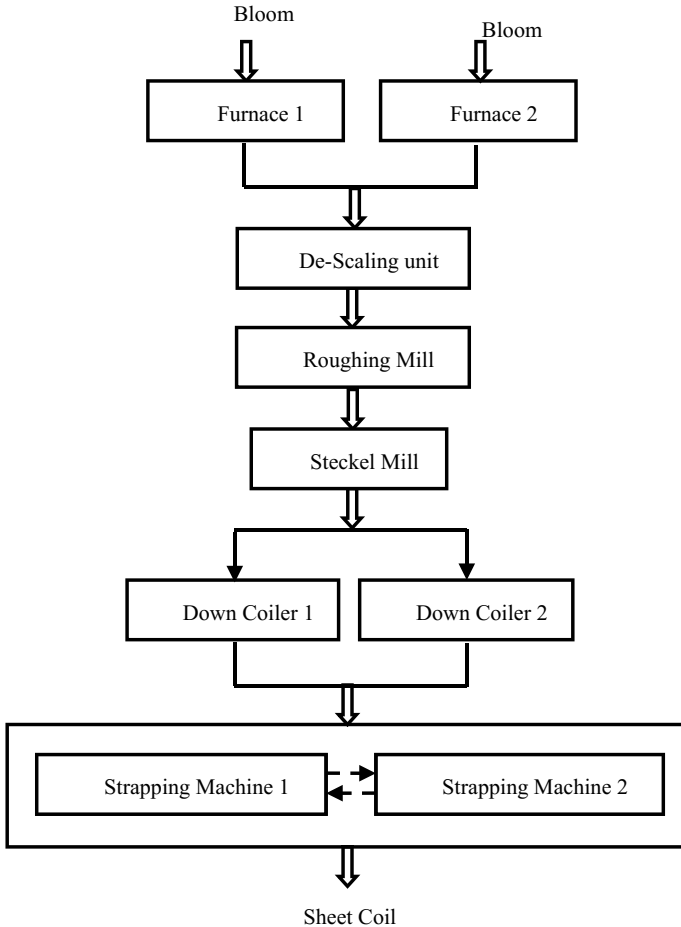 Bloom
Bloom
Furnace 1
Furnace 2
De-Scaling unit
Roughing Mill
Steckel Mill
Down Coiler 1
Down Coiler 2
Strapping Machine 1
Strapping Machine 2
Sheet Coil